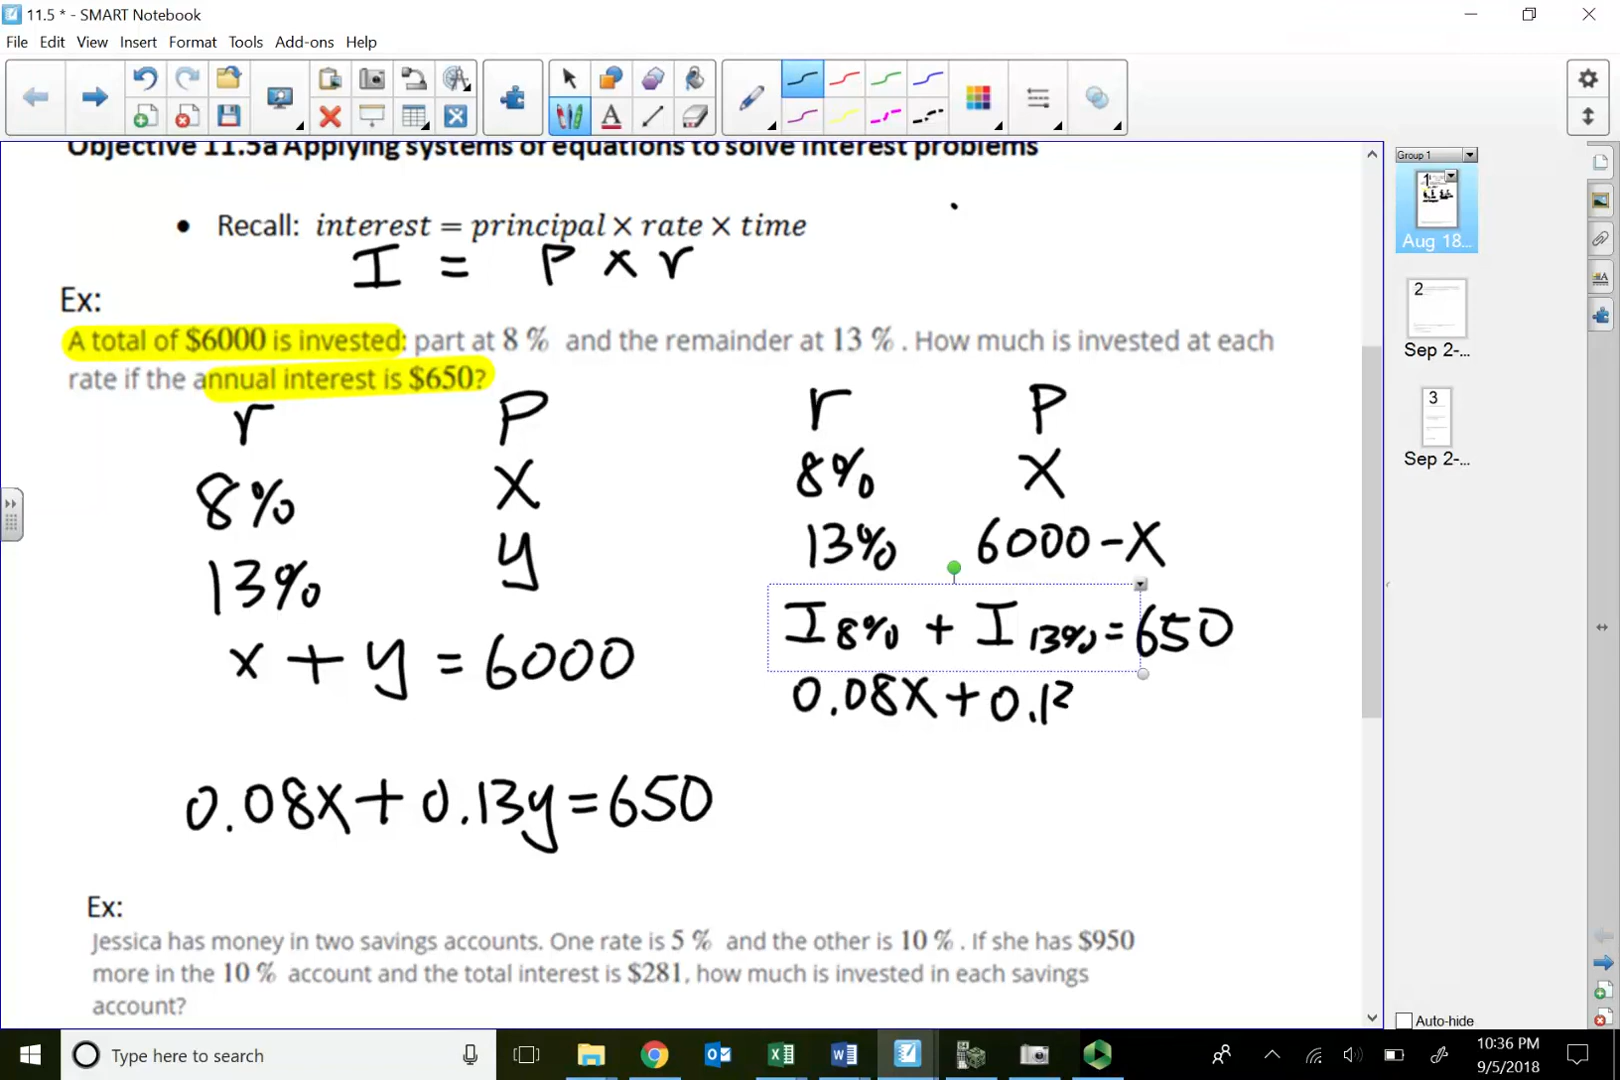 11.5 * - SMART Notebook
File Edit View Insert Format Tools Add-ons Help
Objective 11.5a Applying systems of equations to solve interest problems
• Recall: interest = principal × rate × time
I = P × r
Ex:
A total of $6000 is invested: part at 8 % and the remainder at 13 % . How much is invested at each
rate if the annual interest is $650?
r P
8% X
13% y
x + y = 6000
0.08x + 0.13y = 650
r P
8% X
13% 6000 - X
I 8% + I 13% = 650
0.08X + 0.12
Ex:
Jessica has money in two savings accounts. One rate is 5 % and the other is 10 % . If she has $950
more in the 10 % account and the total interest is $281, how much is invested in each savings
account?
Group 1
1
Aug 18...
2
Sep 2-...
3
Sep 2-...
Auto-hide
Type here to search
10:36 PM
9/5/2018